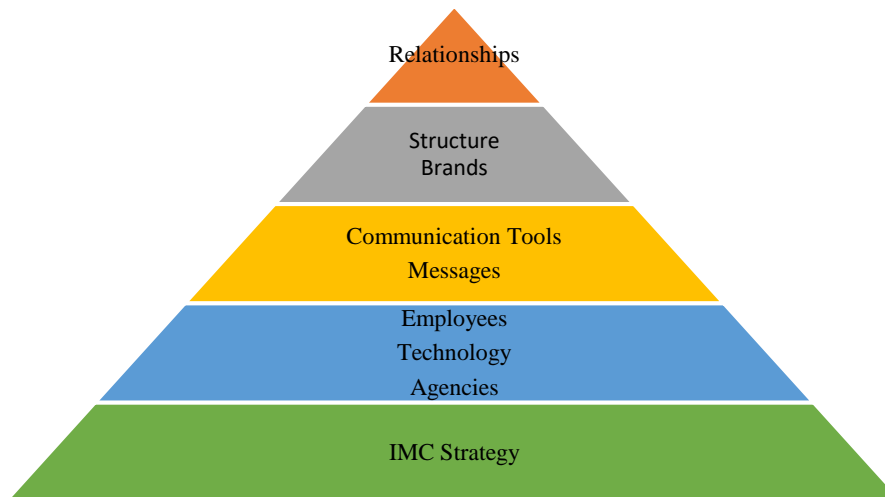 Relationships
Structure
Brands
Communication Tools
Messages
Employees
Technology
Agencies
IMC Strategy